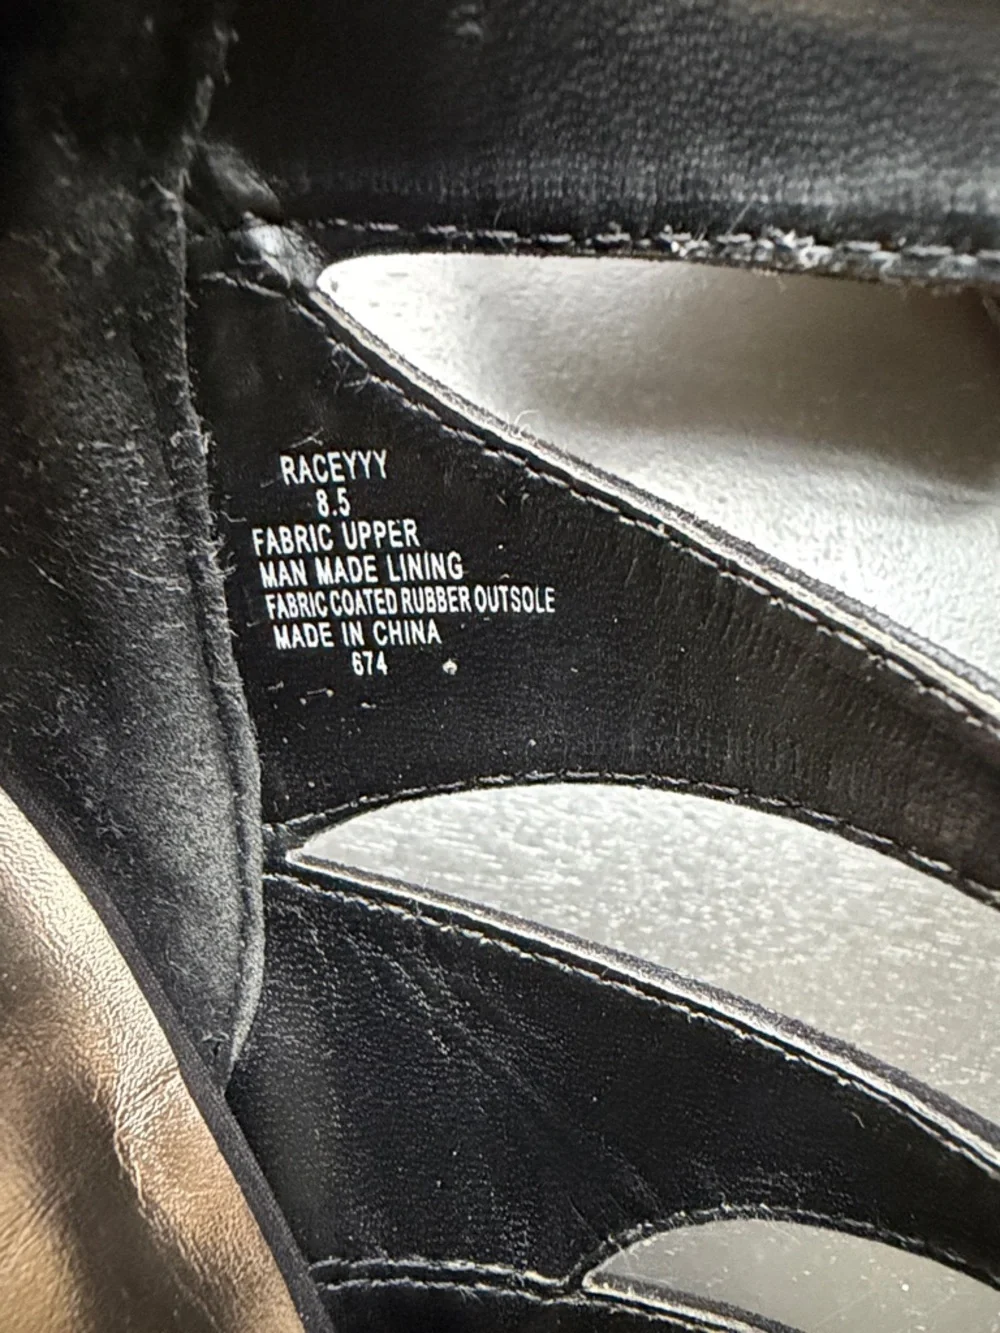 RACEYYY
8.5
FABRIC UPPER
MAN MADE LINING
FABRIC COATED RUBBER OUTSOLE
MADE IN CHINA
674